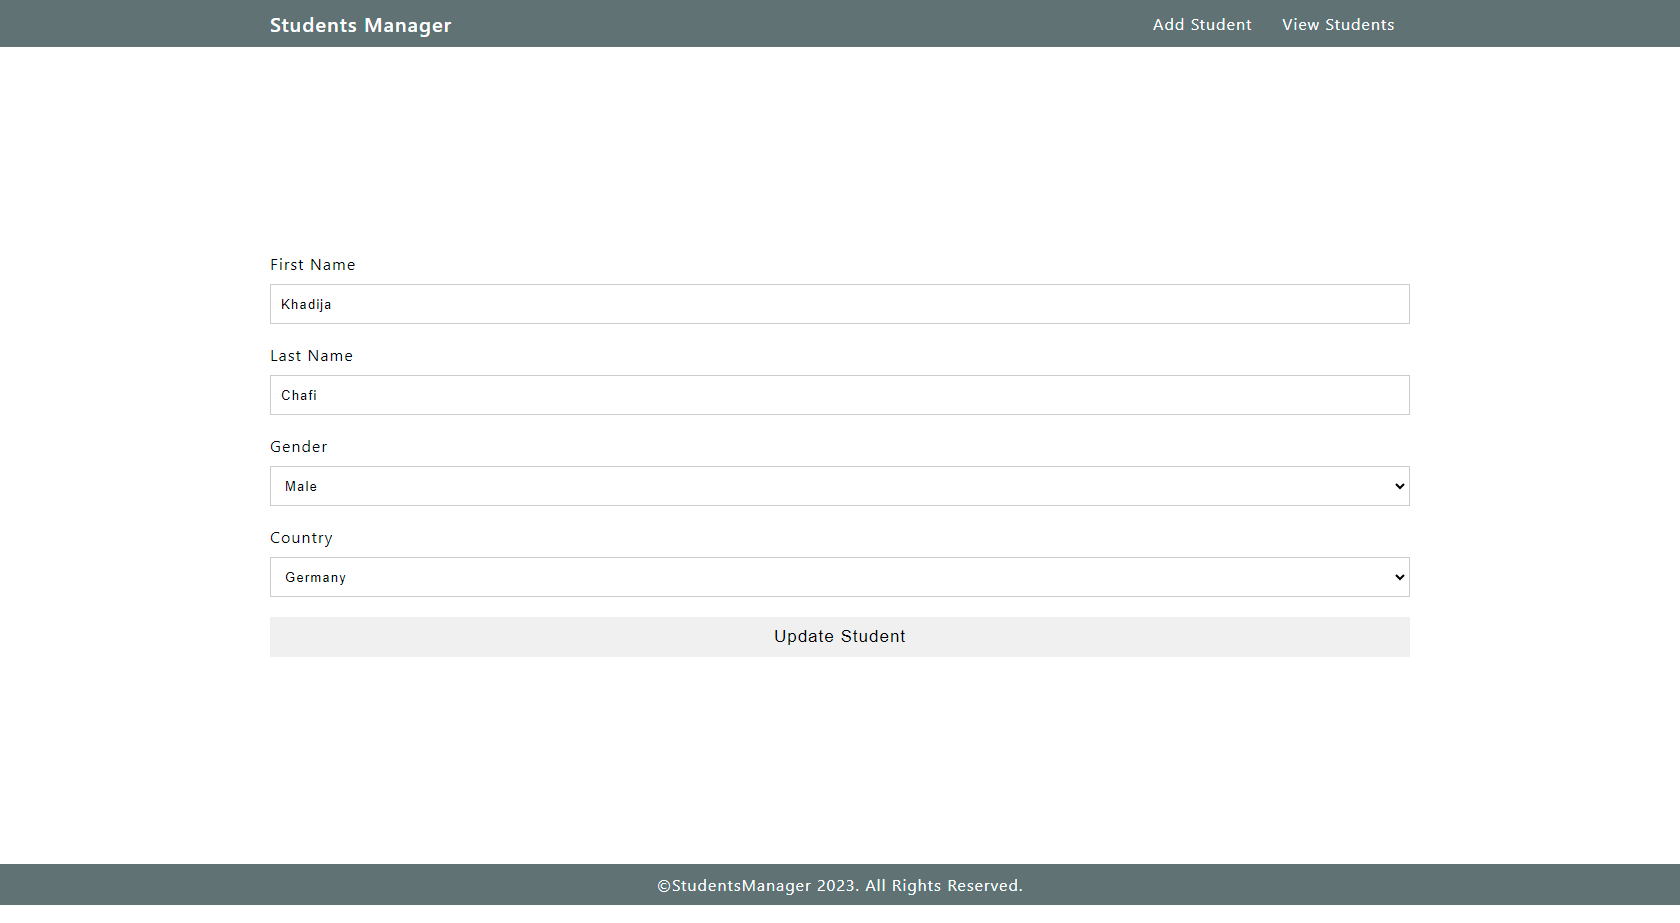 Students Manager
Add Student
View Students
First Name
Khadija
Last Name
Chafi
Gender
Male
Country
Germany
Update Student
©StudentsManager 2023. All Rights Reserved.